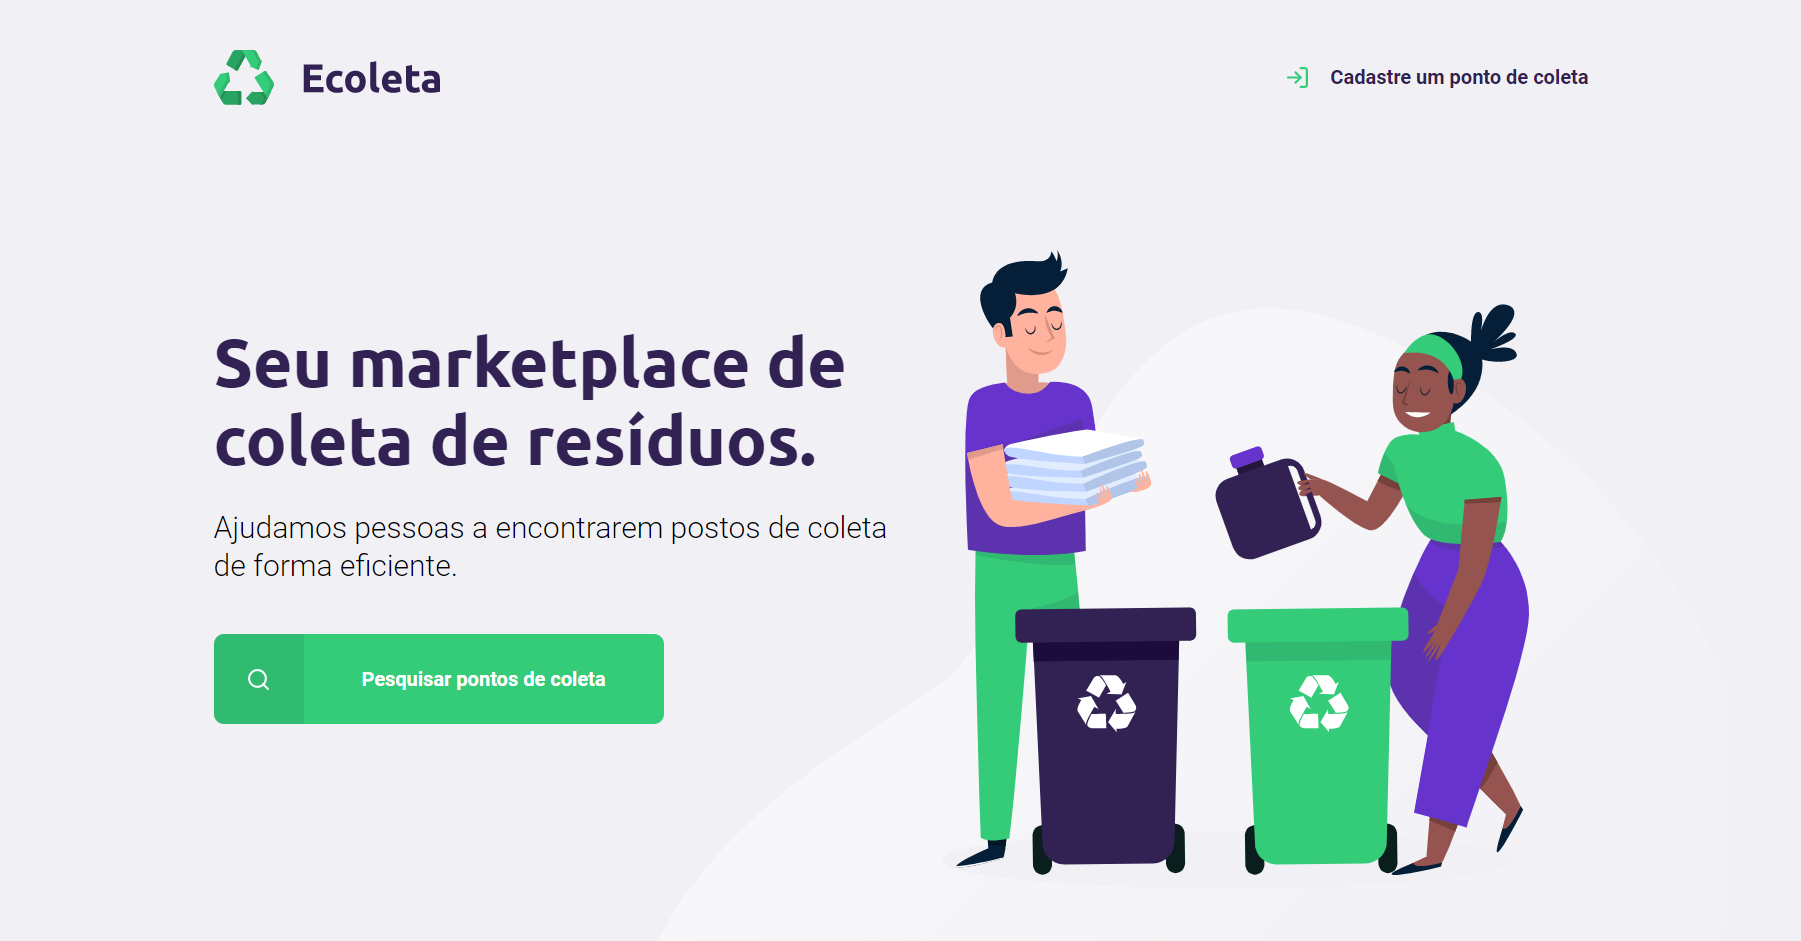 Ecoleta
Cadastre um ponto de coleta
Seu marketplace de
coleta de resíduos.
Ajudamos pessoas a encontrarem postos de coleta
de forma eficiente.
Pesquisar pontos de coleta